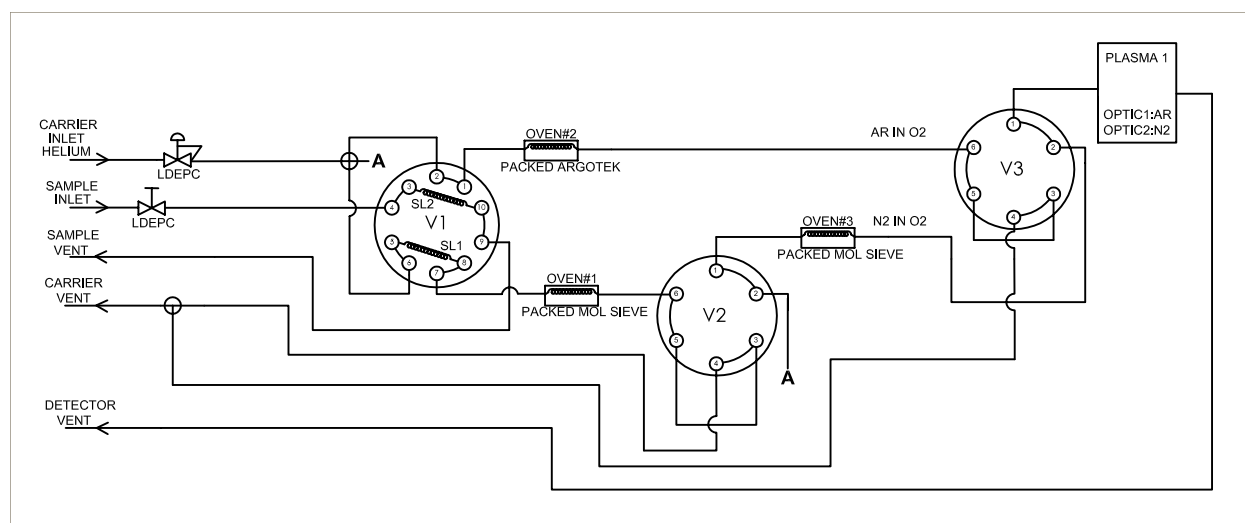 PLASMA 1
OPTIC1:AR
OPTIC2:N2
CARRIER
INLET
HELIUM
LDEPC
A
OVEN#2
PACKED ARGOTEK
AR IN O2
SAMPLE
INLET
LDEPC
SAMPLE
VENT
CARRIER
VENT
DETECTOR
VENT
2
1
3
SL2
4
10
V1
9
5
SL1
6
8
7
OVEN#1
PACKED MOL SIEVE
OVEN#3
N2 IN O2
PACKED MOL SIEVE
1
6
2
V2
5
3
4
A
1
6
2
V3
5
3
4